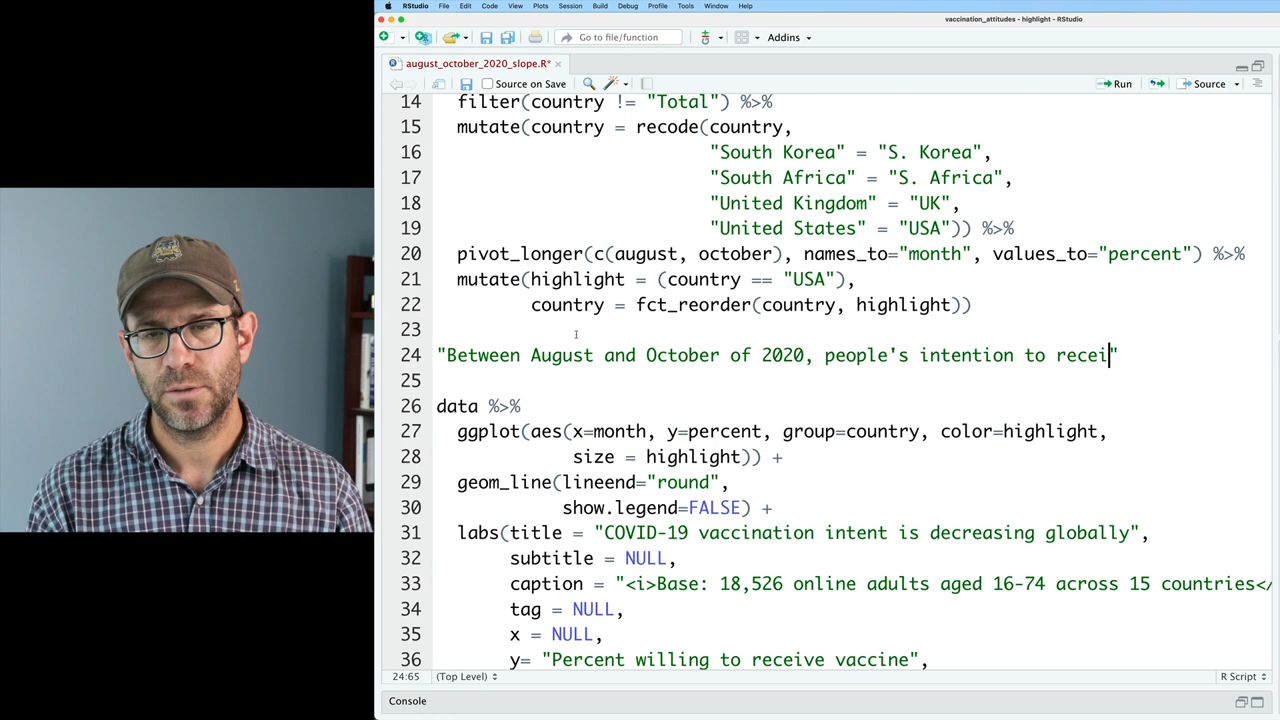 RStudio File Edit Code View Plots Session Build Debug Profile Tools Window Help
vaccination_attitudes - highlight - RStudio
Go to file/function Addins
august_october_2020_slope.R*
Source on Save Run Source
14 filter(country != "Total") %>%
15 mutate(country = recode(country,
16 "South Korea" = "S. Korea",
17 "South Africa" = "S. Africa",
18 "United Kingdom" = "UK",
19 "United States" = "USA")) %>%
20 pivot_longer(c(august, october), names_to="month", values_to="percent") %>%
21 mutate(highlight = (country == "USA"),
22 country = fct_reorder(country, highlight))
23
24 "Between August and October of 2020, people's intention to recei"
25
26 data %>%
27 ggplot(aes(x=month, y=percent, group=country, color=highlight,
28 size = highlight)) +
29 geom_line(lineend="round",
30 show.legend=FALSE) +
31 labs(title = "COVID-19 vaccination intent is decreasing globally",
32 subtitle = NULL,
33 caption = "<i>Base: 18,526 online adults aged 16-74 across 15 countries</
34 tag = NULL,
35 x = NULL,
36 y= "Percent willing to receive vaccine",
24:65 (Top Level) R Script
Console